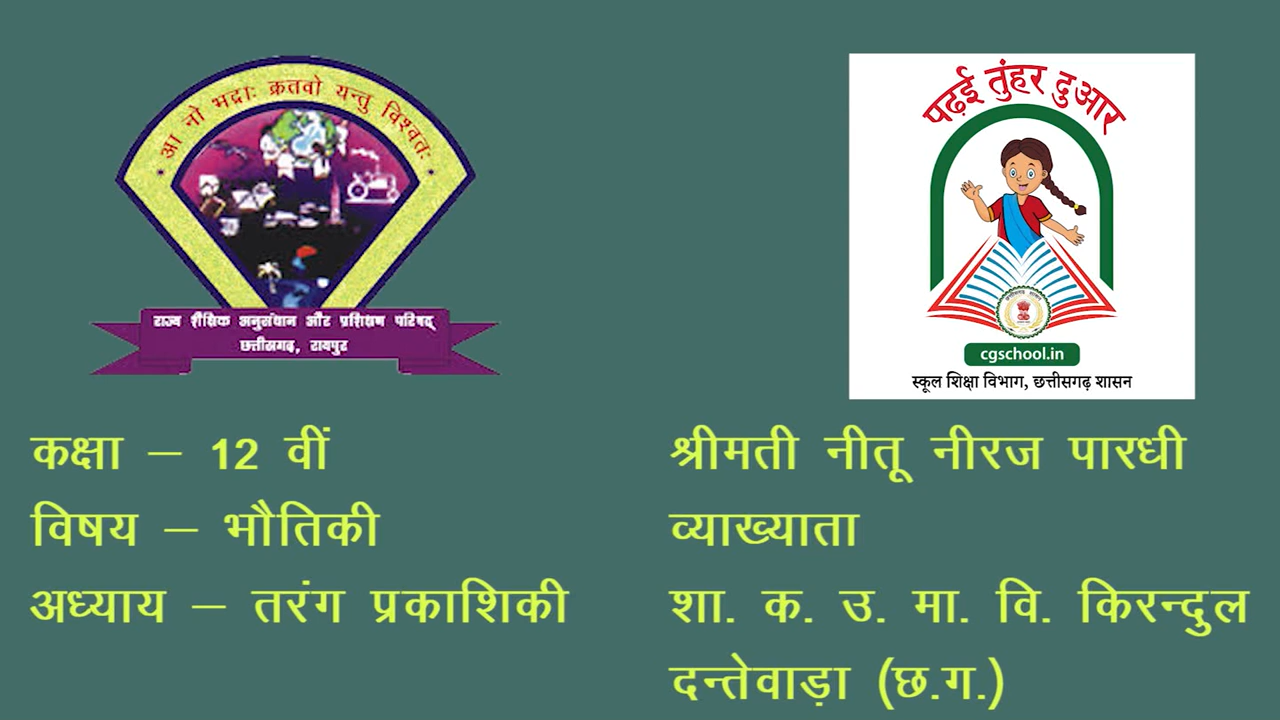 आ नो भद्राः क्रतवो यन्तु विश्वतः
राज्य शैक्षिक अनुसंधान और प्रशिक्षण परिषद्
छत्तीसगढ़, रायपुर
पढ़ई तुंहर दुआर
cgschool.in
स्कूल शिक्षा विभाग, छत्तीसगढ़ शासन
कक्षा – 12 वीं
विषय – भौतिकी
अध्याय – तरंग प्रकाशिकी
श्रीमती नीतू नीरज पारधी
व्याख्याता
शा. क. उ. मा. वि. किरन्दुल
दन्तेवाड़ा (छ.ग.)